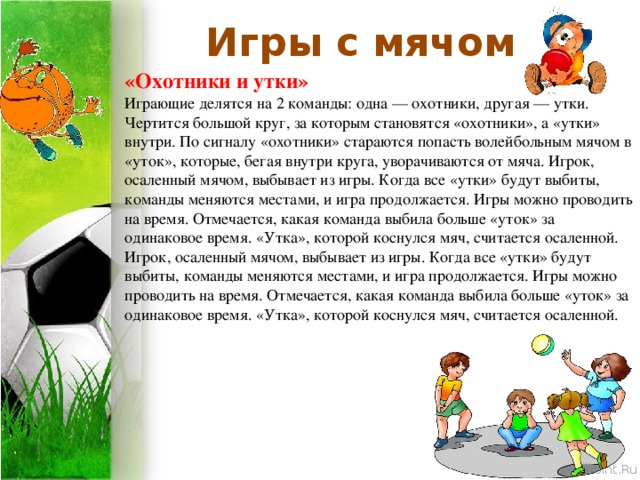 Игры с мячом
«Охотники и утки»
Играющие делятся на 2 команды: одна — охотники, другая — утки.
Чертится большой круг, за которым становятся «охотники», а «утки»
внутри. По сигналу «охотники» стараются попасть волейбольным мячом в
«уток», которые, бегая внутри круга, уворачиваются от мяча. Игрок,
осаленный мячом, выбывает из игры. Когда все «утки» будут выбиты,
команды меняются местами, и игра продолжается. Игры можно проводить
на время. Отмечается, какая команда выбила больше «уток» за
одинаковое время. «Утка», которой коснулся мяч, считается осаленной.
Игрок, осаленный мячом, выбывает из игры. Когда все «утки» будут
выбиты, команды меняются местами, и игра продолжается. Игры можно
проводить на время. Отмечается, какая команда выбила больше «уток» за
одинаковое время. «Утка», которой коснулся мяч, считается осаленной.